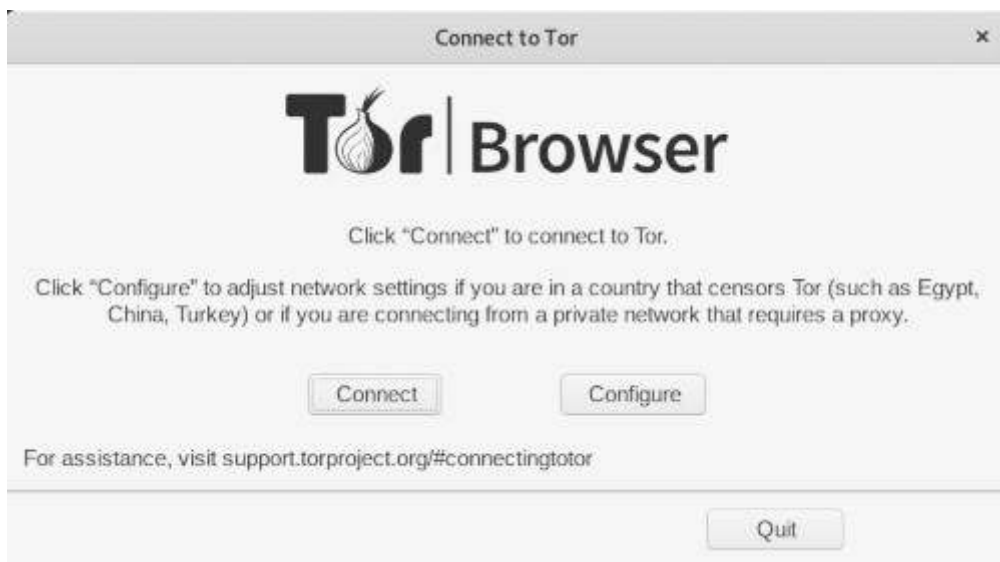 Connect to Tor
Tor Browser
Click “Connect” to connect to Tor.
Click “Configure” to adjust network settings if you are in a country that censors Tor (such as Egypt,
China, Turkey) or if you are connecting from a private network that requires a proxy.
Connect Configure
For assistance, visit support.torproject.org/#connectingtotor
Quit